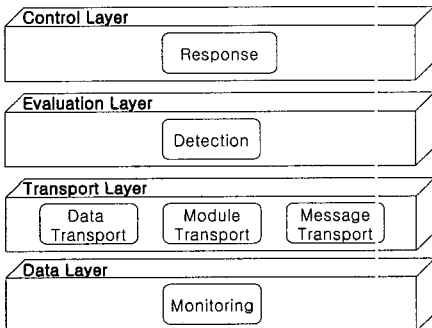 Control Layer
Response
Evaluation Layer
Detection
Transport Layer
Data Module Message
Transport Transport Transport
Data Layer
Monitoring